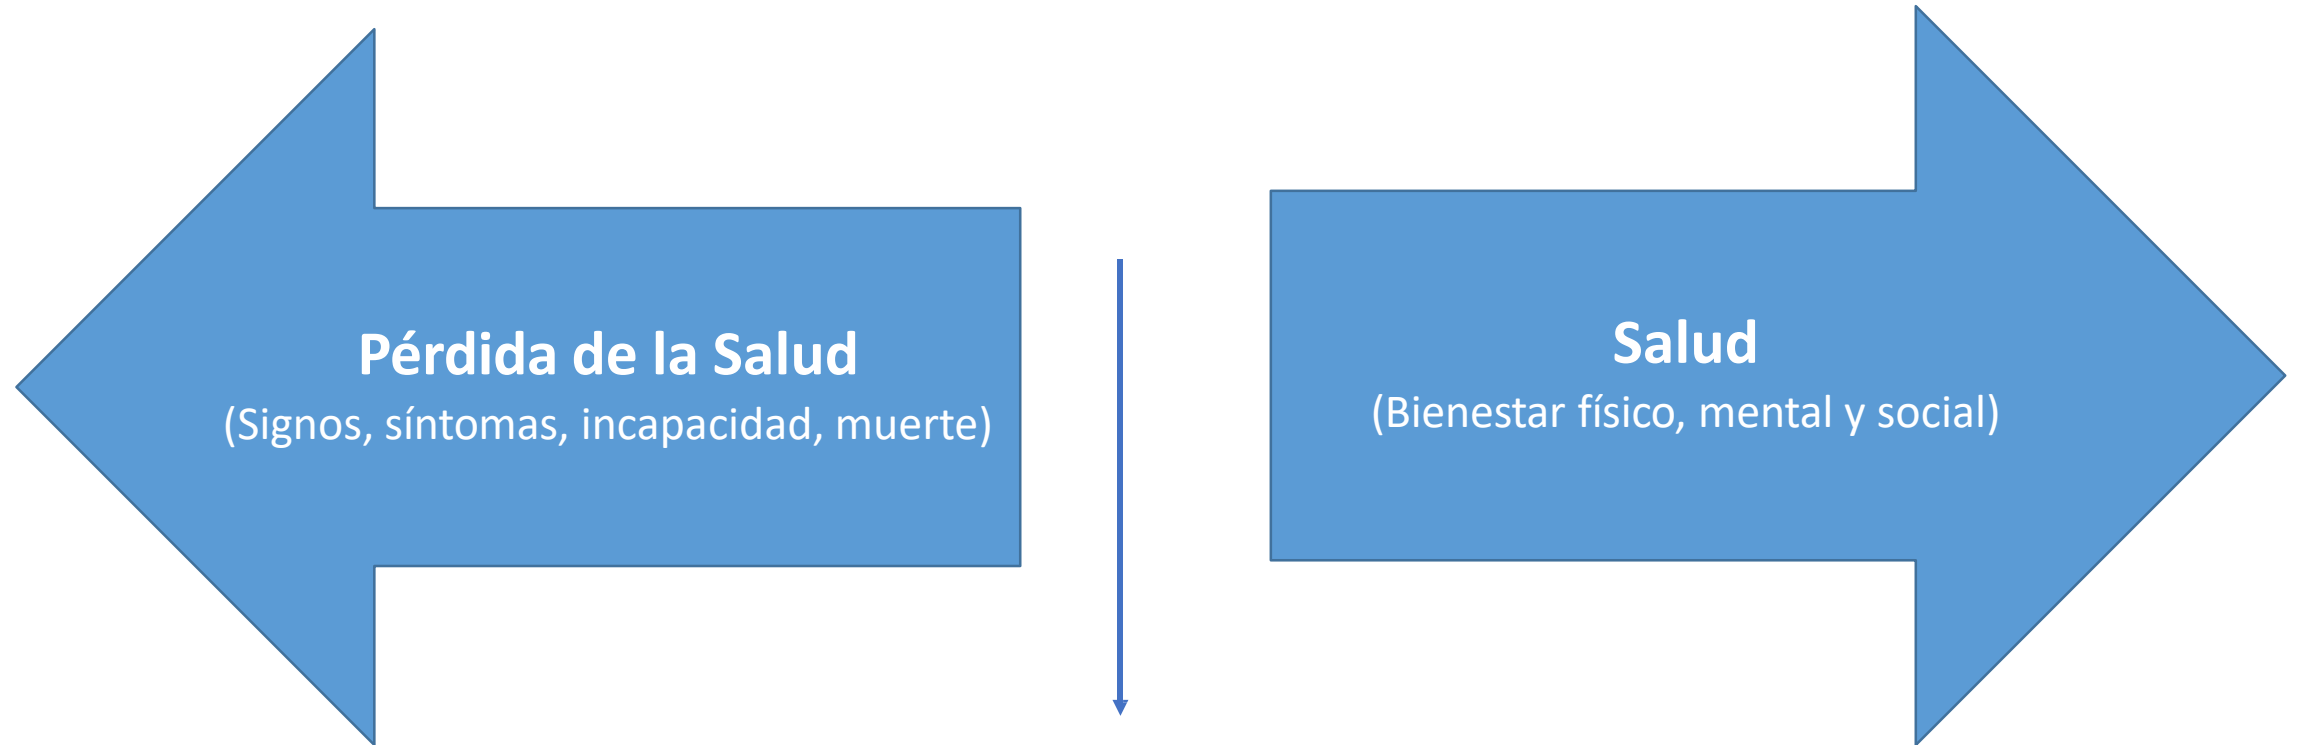 Pérdida de la Salud
(Signos, síntomas, incapacidad, muerte)
Salud
(Bienestar físico, mental y social)